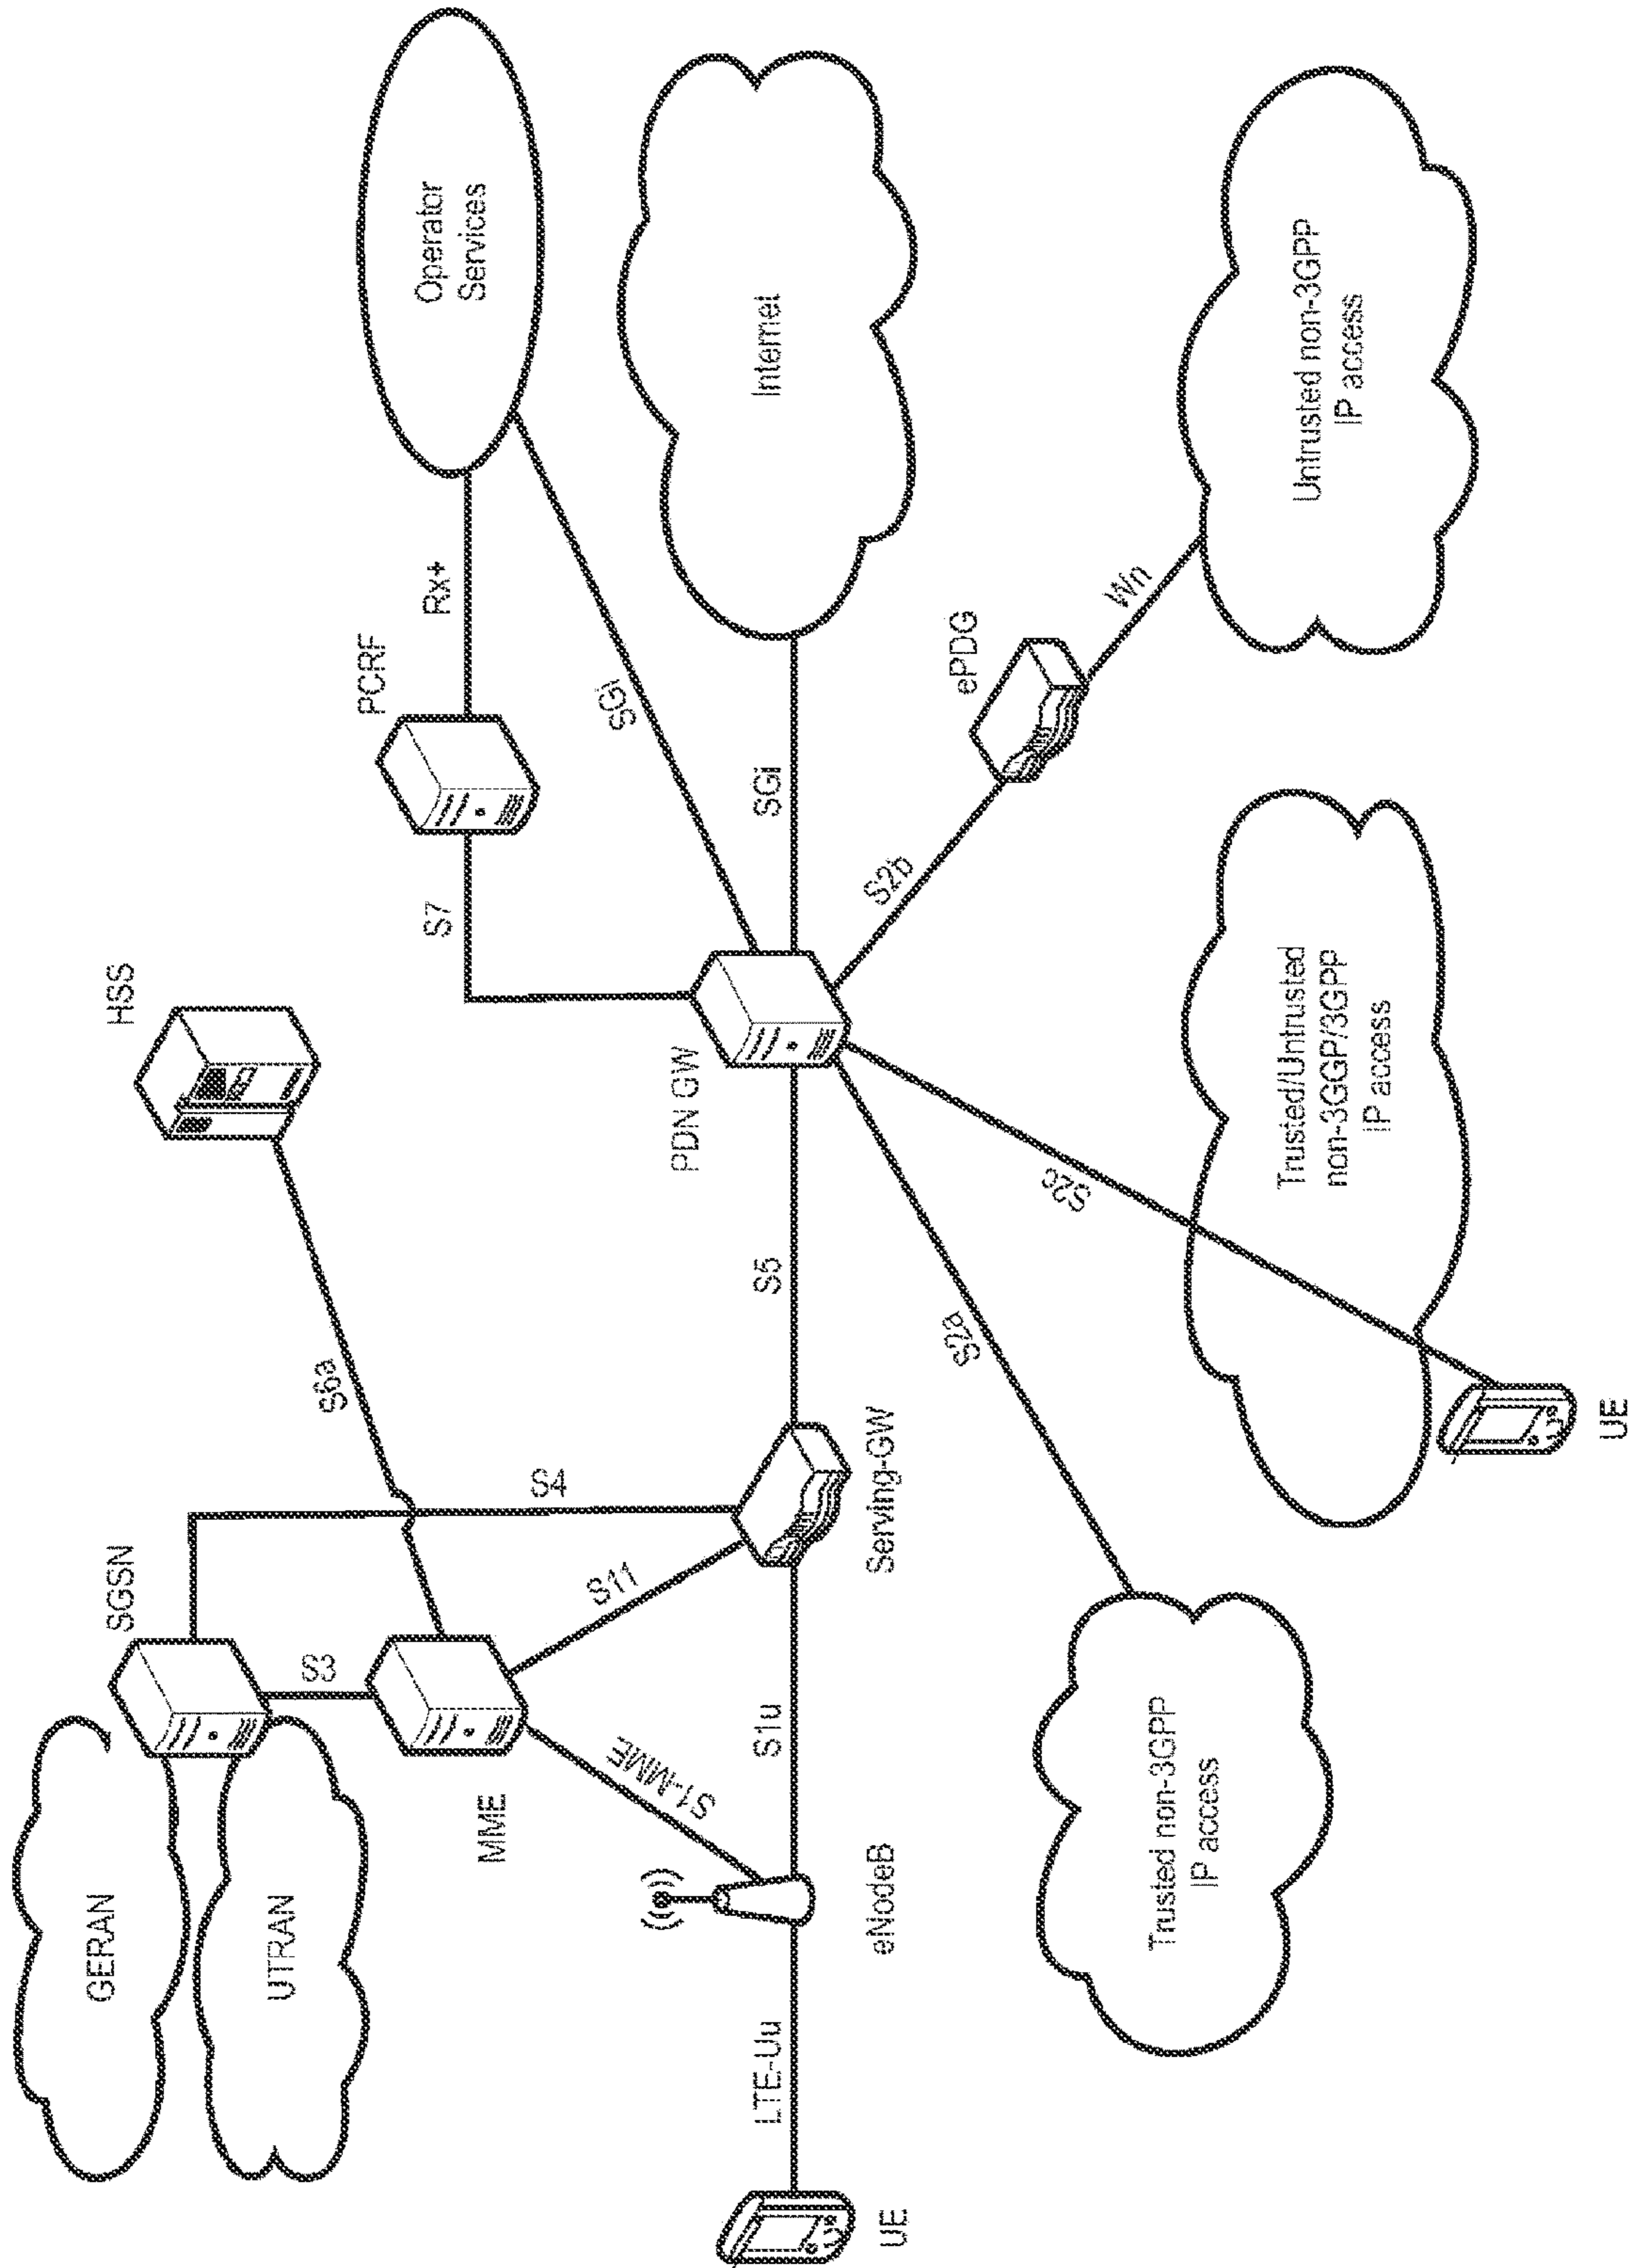 GERAN
UTRAN
SGSN
S3
MME
S6a
HSS
S4
S11
S1-MME
S7
PCRF
Rx+
Operator
Services
SGi
UE
LTE-Uu
eNodeB
S1u
Serving-GW
S5
PDN GW
SGi
Internet
S2a
S2c
S2b
ePDG
Wn
Trusted non-3GPP
IP access
UE
Trusted/Untrusted
non-3GGP/3GPP
IP access
Untrusted non-3GPP
IP access